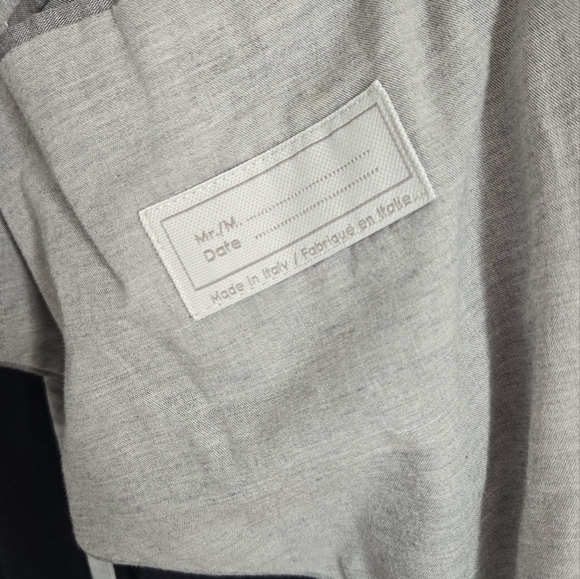 Mr./M. ....................
Date ....................
Made in Italy / Fabriqué en Italie